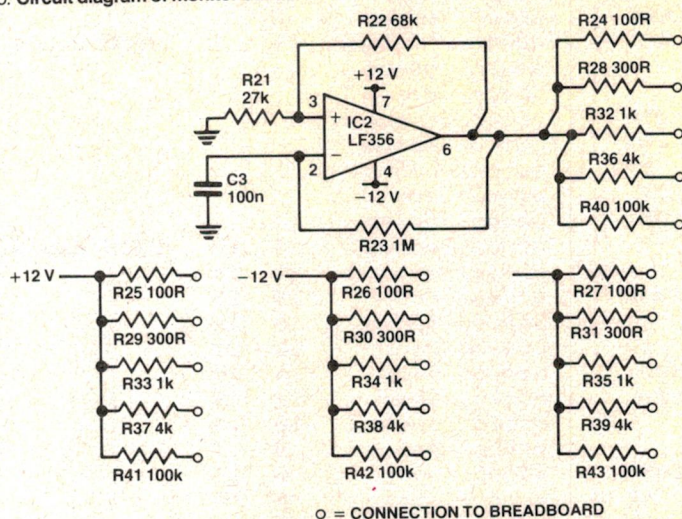 Circuit diagram of
R22 68k
R24 100R
R28 300R
R32 1k
R36 4k
R40 100k
R21
27k
+12 V
7
3
+
IC2
LF356
6
−
2
4
−12 V
C3
100n
R23 1M
+12 V
R25 100R
R29 300R
R33 1k
R37 4k
R41 100k
−12 V
R26 100R
R30 300R
R34 1k
R38 4k
R42 100k
R27 100R
R31 300R
R35 1k
R39 4k
R43 100k
= CONNECTION TO BREADBOARD